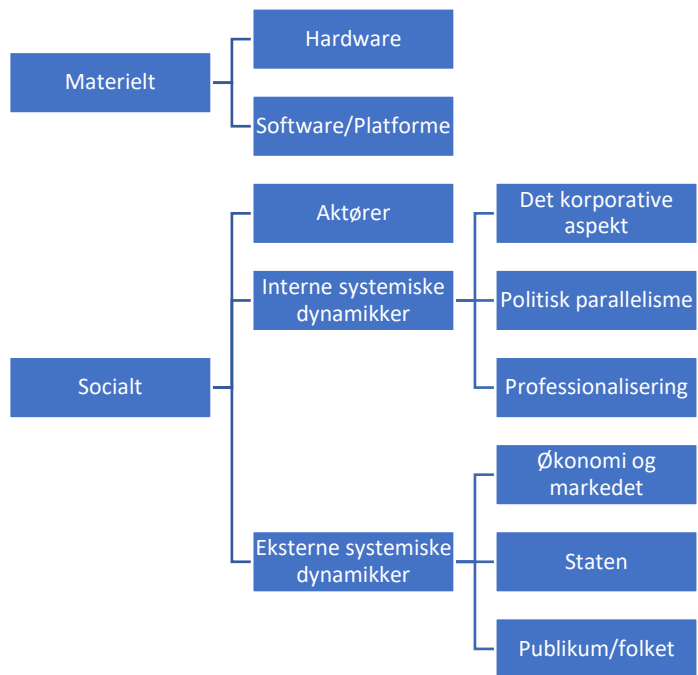 Materielt
Hardware
Software/Platforme
Socialt
Aktører
Interne systemiske
dynamikker
Det korporative
aspekt
Politisk parallelisme
Professionalisering
Eksterne systemiske
dynamikker
Økonomi og
markedet
Staten
Publikum/folket